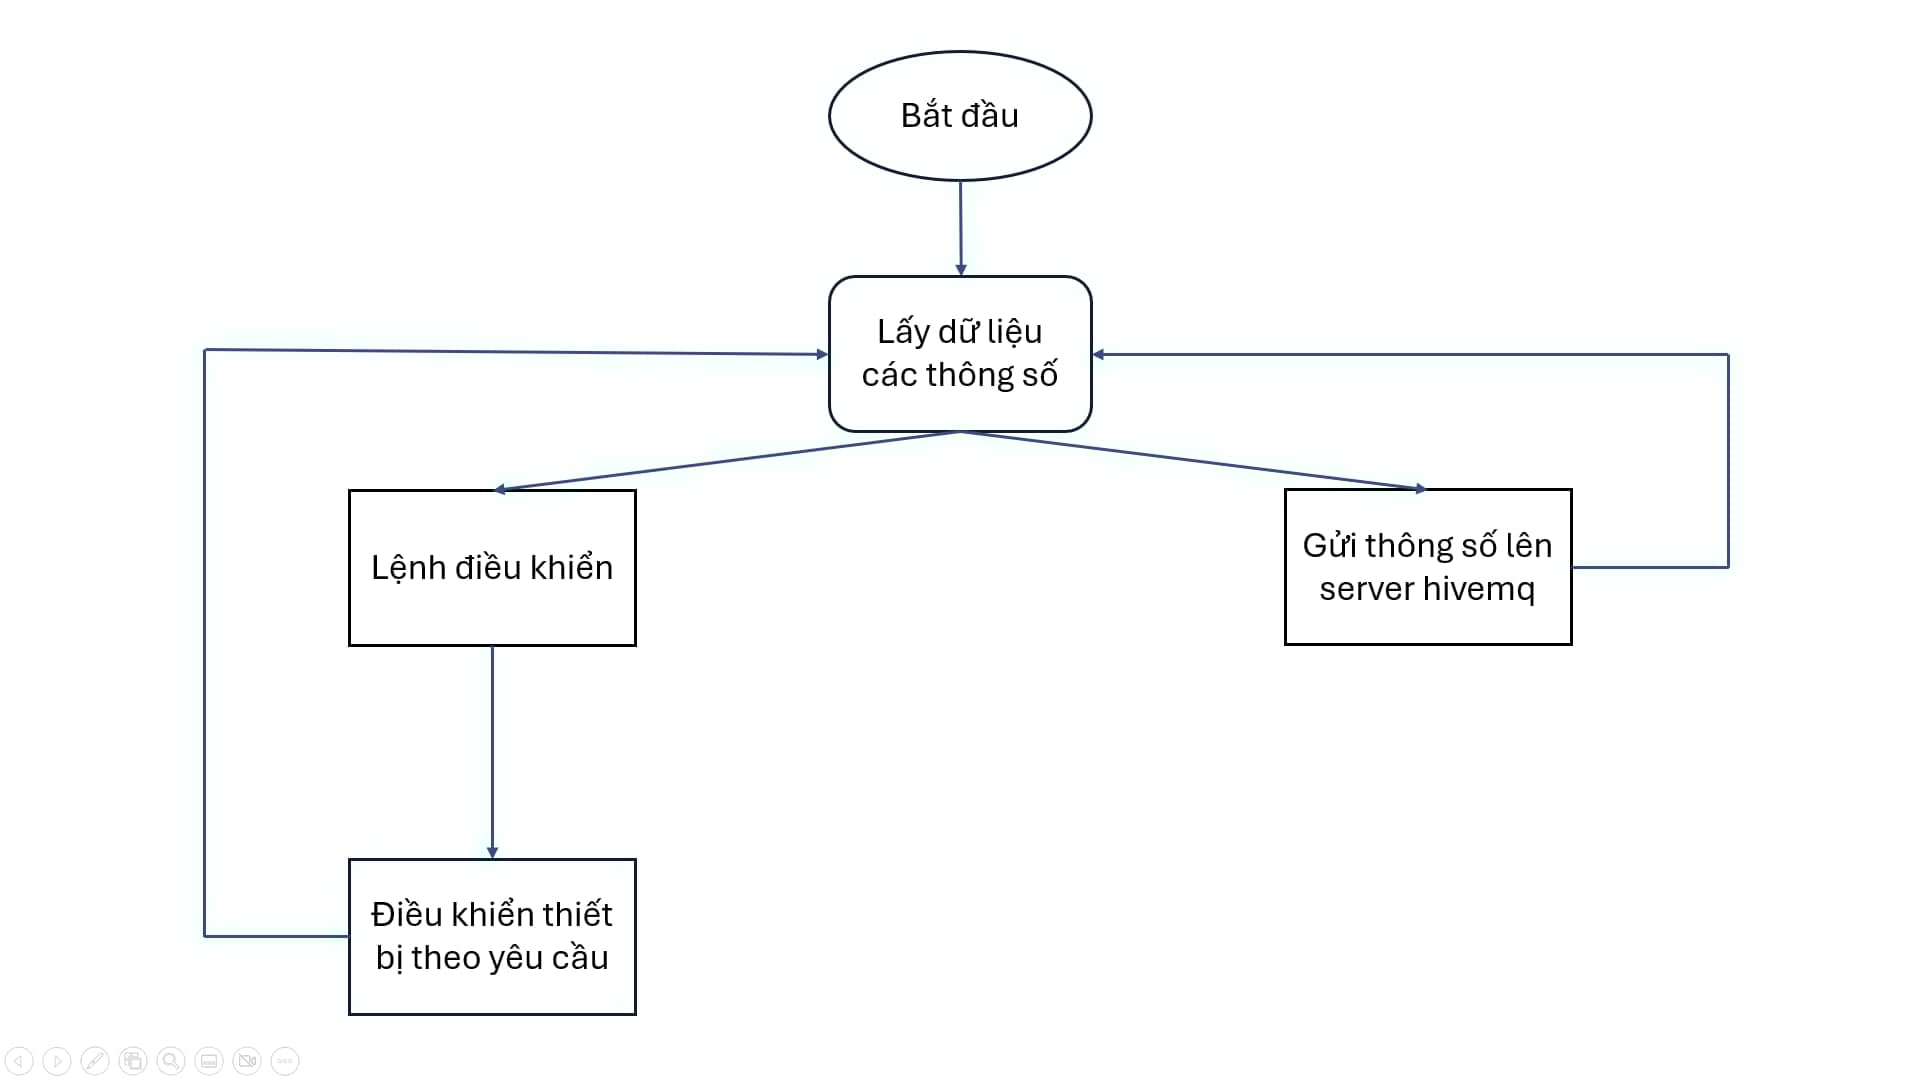 Bắt đầu
Lấy dữ liệu
các thông số
Lệnh điều khiển
Gửi thông số lên
server hivemq
Điều khiển thiết
bị theo yêu cầu